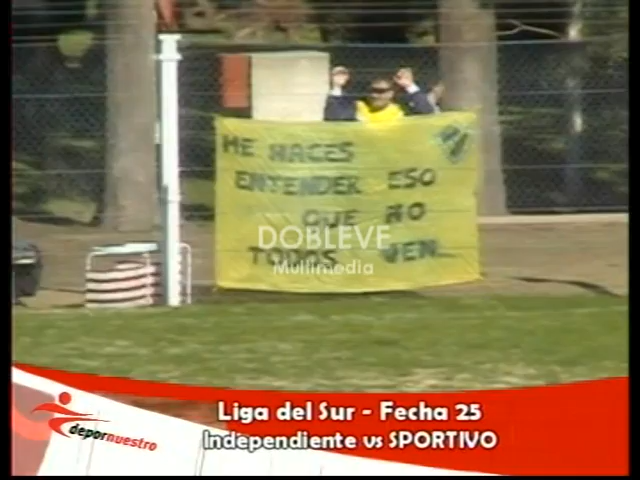 ME HACES
ENTENDER ESO
QUE NO
TODOS VEN...
DOBLEVE
Multimedia
Liga del Sur - Fecha 25
Independiente vs SPORTIVO
deporNuestro